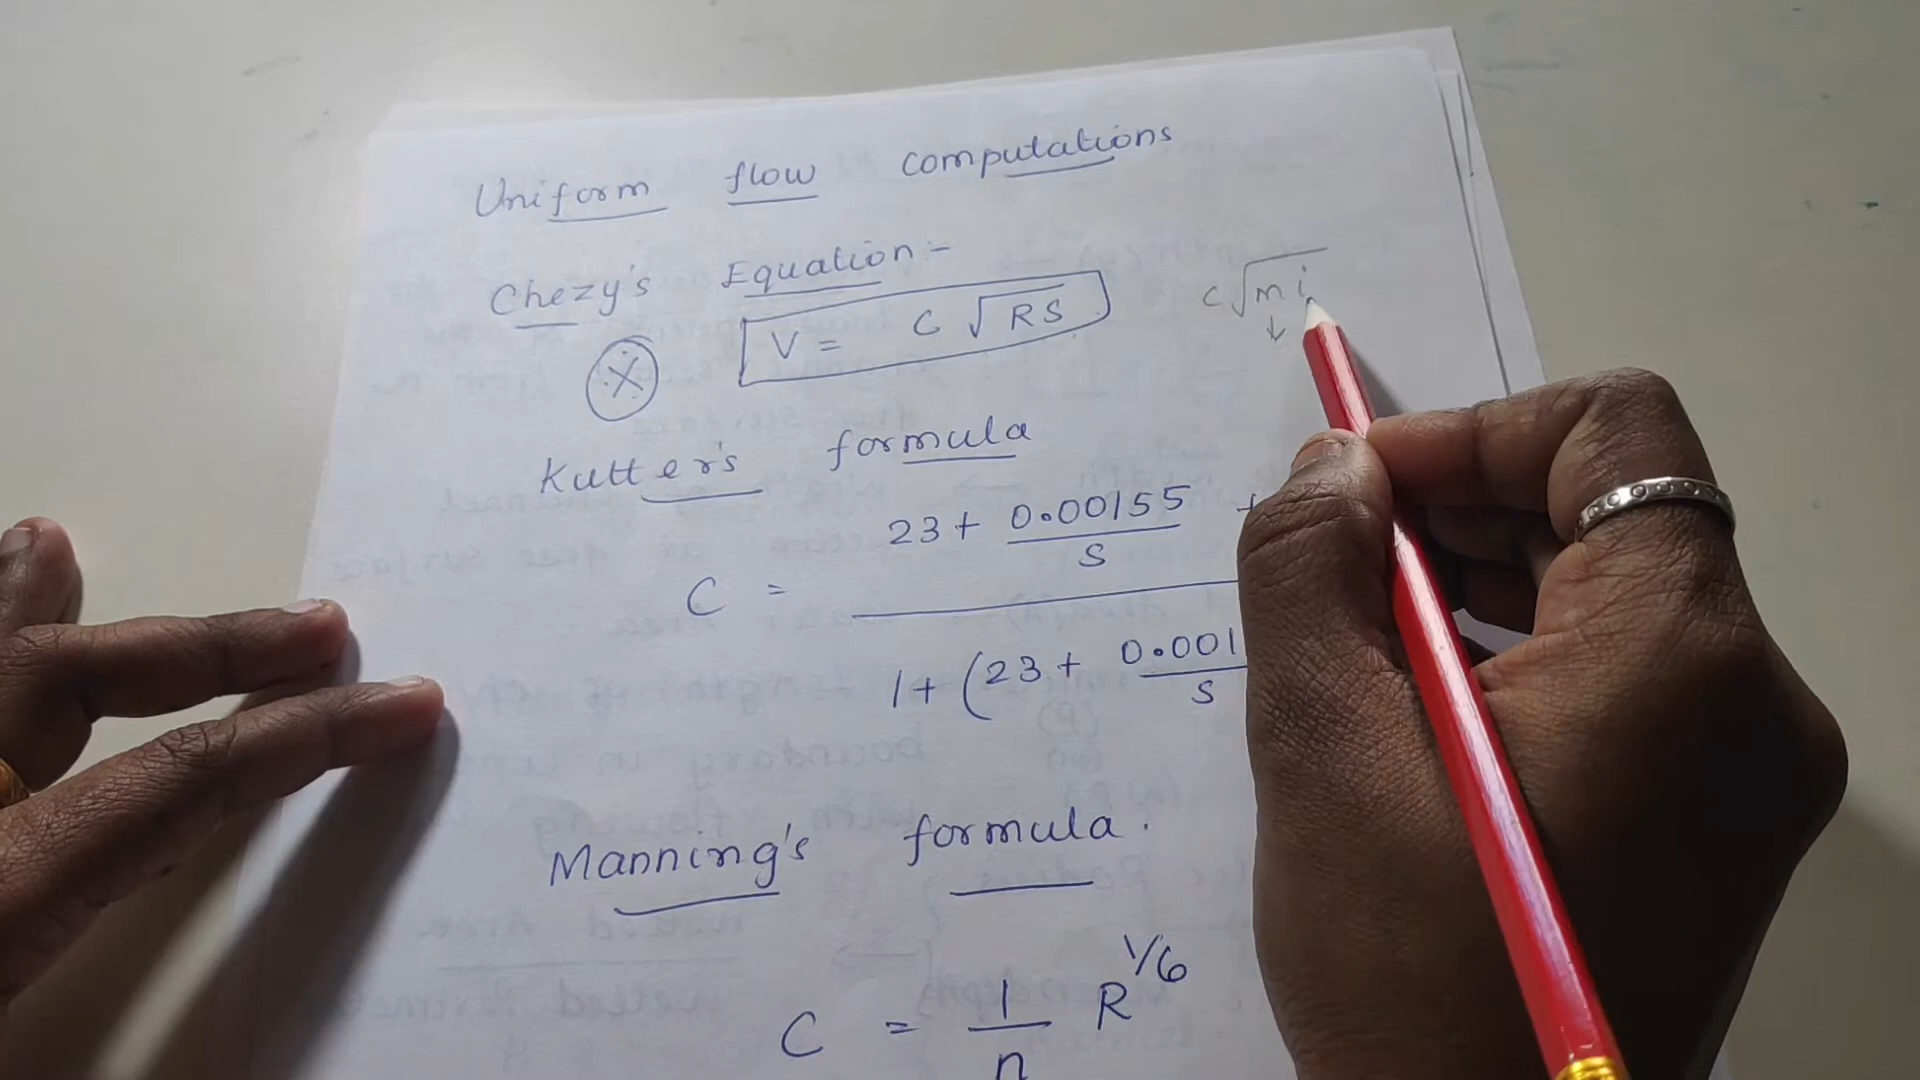 Uniform flow computations
Chezy's Equation:-
V = C √RS
C √m i
Kutter's formula
C = 23 + 0.00155/S +
1 + (23 + 0.001 /S
Manning's formula.
C = 1/n R^1/6